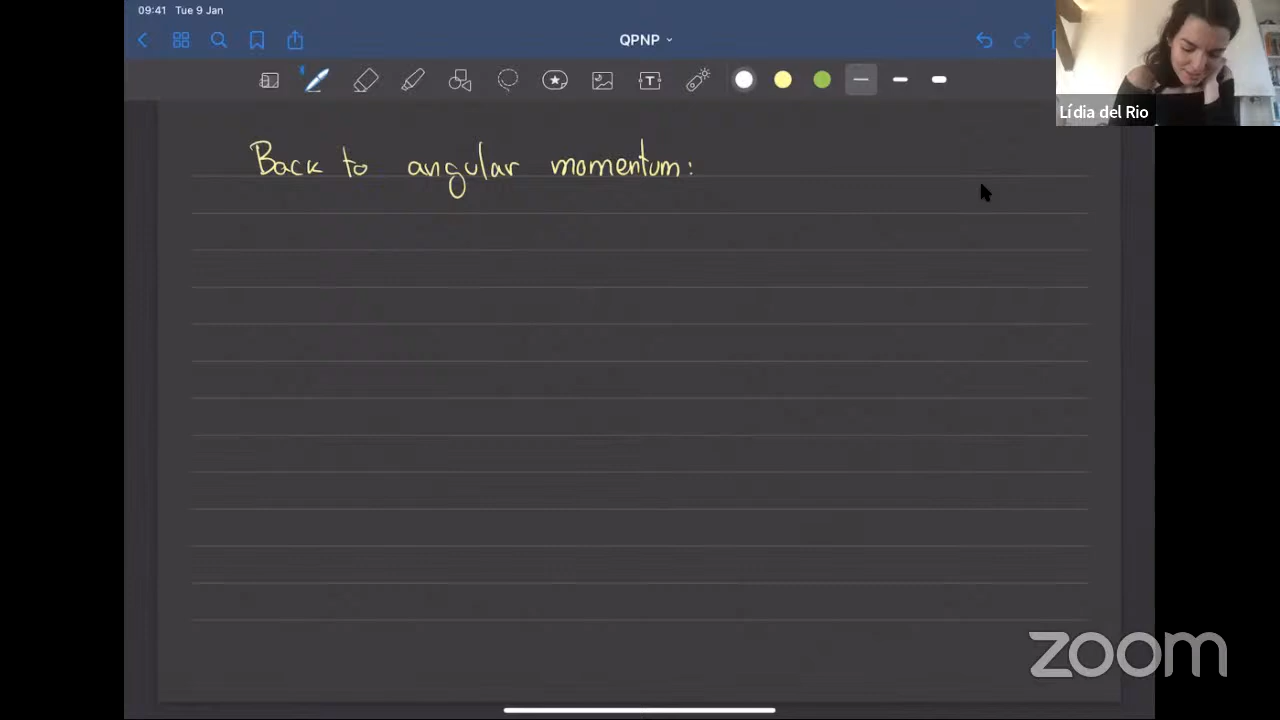 09:41 Tue 9 Jan
QPNP
T
Lídia del Rio
Back to angular momentum:
zoom